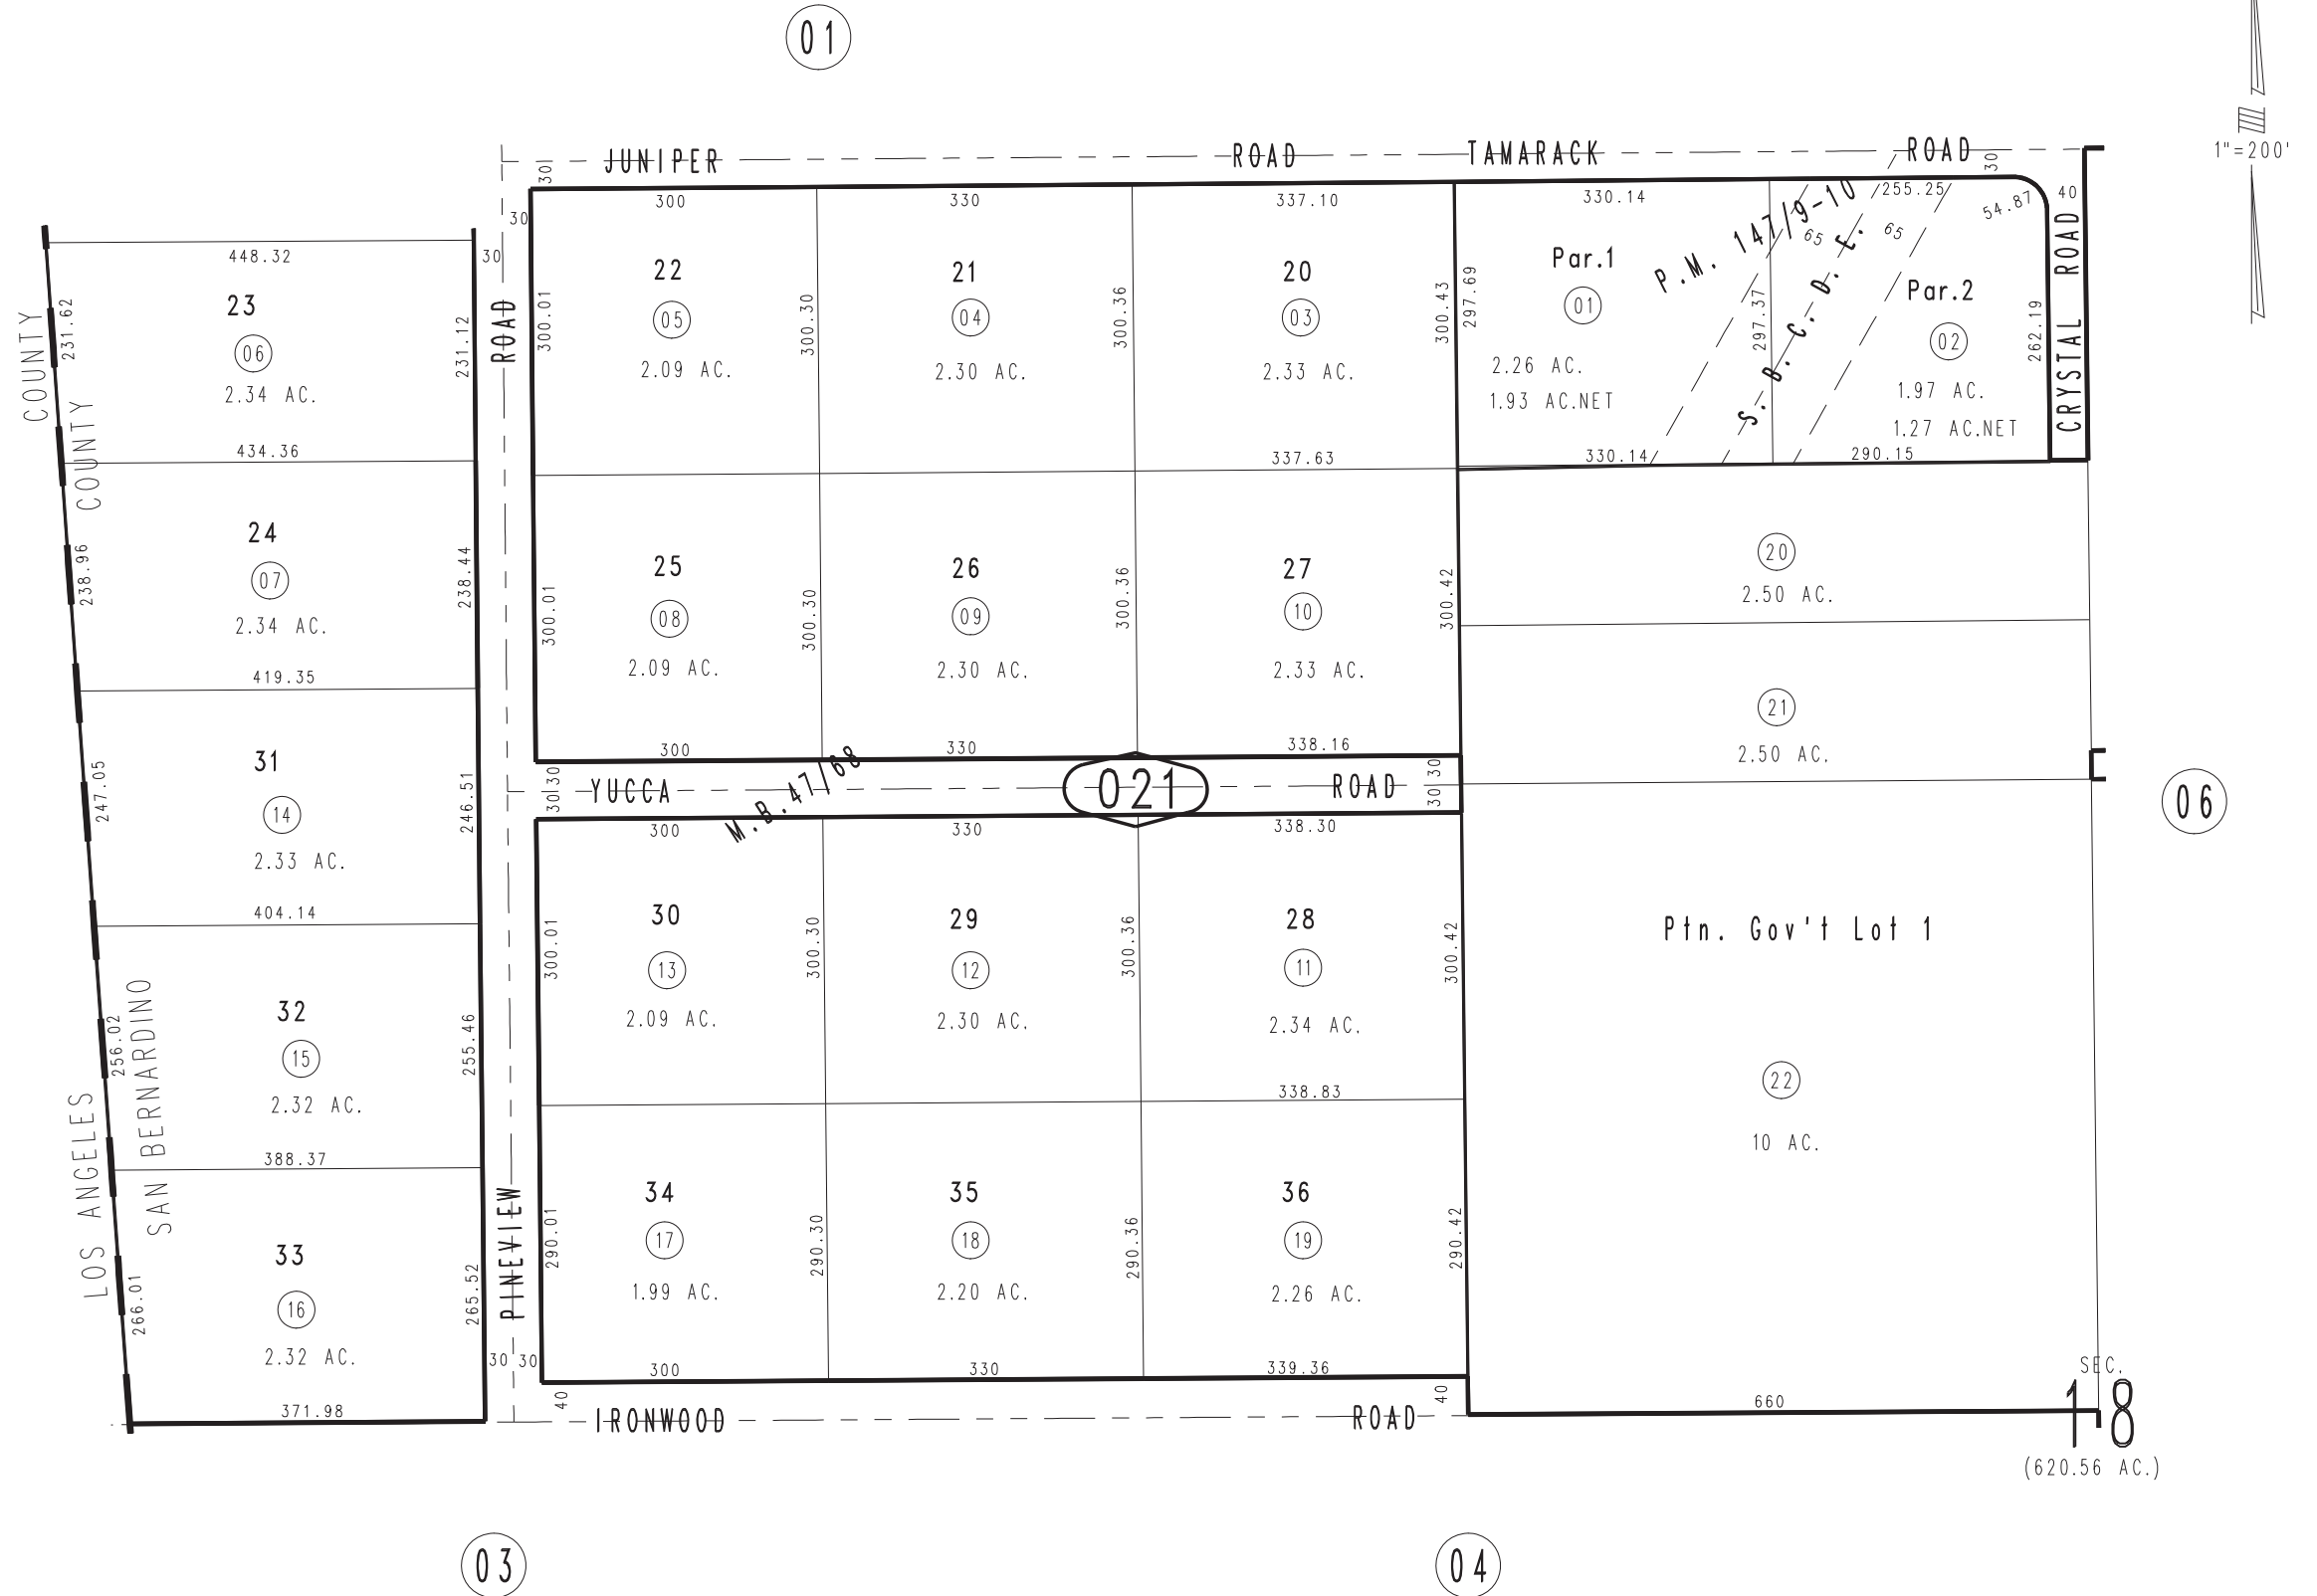 01
1"=200'
JUNIPER ROAD TAMARACK ROAD
30
30
30
30
40
300
330
337.10
330.14
255.25
54.87
P.M. 147/9-10
65
65
S. B. C. D. E.
CRYSTAL ROAD
448.32
231.62
23
06
2.34 AC.
231.12
434.36
22
05
2.09 AC.
300.01
300.30
21
04
2.30 AC.
300.36
20
03
2.33 AC.
300.43
337.63
297.69
Par.1
01
2.26 AC.
1.93 AC.NET
330.14
297.37
Par.2
02
1.97 AC.
1.27 AC.NET
262.19
290.15
COUNTY
COUNTY
238.96
24
07
2.34 AC.
238.44
419.35
25
08
2.09 AC.
300.01
300.30
300
26
09
2.30 AC.
300.36
330
27
10
2.33 AC.
300.42
338.16
20
2.50 AC.
21
2.50 AC.
247.05
31
14
2.33 AC.
246.51
404.14
30 30
YUCCA ROAD
30 30
M.B. 47/68
021
06
300
330
338.30
30
13
2.09 AC.
300.01
300.30
29
12
2.30 AC.
300.36
28
11
2.34 AC.
300.42
338.83
Ptn. Gov't Lot 1
22
10 AC.
256.02
32
15
2.32 AC.
255.46
388.37
LOS ANGELES
SAN BERNARDINO
266.01
33
16
2.32 AC.
265.52
371.98
PINEVIEW ROAD
30 30
34
17
1.99 AC.
290.01
290.30
300
35
18
2.20 AC.
290.36
330
36
19
2.26 AC.
290.42
339.36
40
IRONWOOD ROAD
40
660
SEC.
18
(620.56 AC.)
03
04